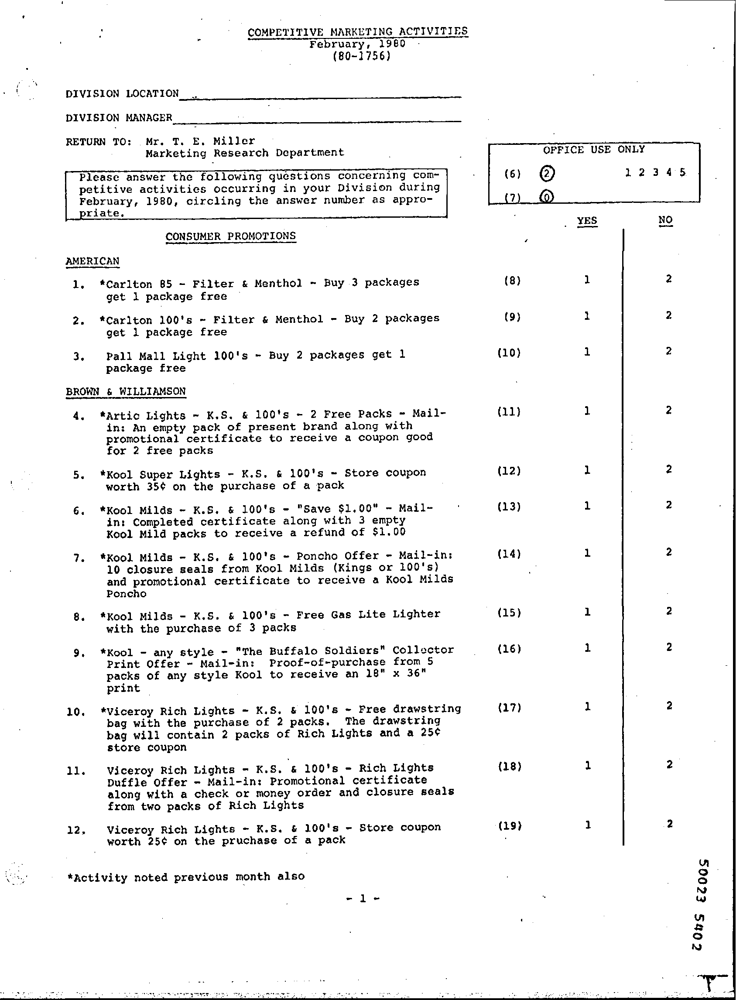 COMPETITIVE MARKETING ACTIVITIES
February, 1980
(80-1756)
DIVISION LOCATION
DIVISION MANAGER
RETURN TO: Mr. T. E. Miller
Marketing Research Department
Please answer the following questions concerning com-
petitive activities occurring in your Division during
February, 1980, circling the answer number as appro-
priate.
OFFICE USE ONLY
(6) 2 1 2 3 4 5
(7) 0
YES NO
CONSUMER PROMOTIONS
AMERICAN
1. *Carlton 85 - Filter & Menthol - Buy 3 packages (8) 1 2
get 1 package free
2. *Carlton 100's - Filter & Menthol - Buy 2 packages (9) 1 2
get 1 package free
3. Pall Mall Light 100's - Buy 2 packages get 1 (10) 1 2
package free
BROWN & WILLIAMSON
4. *Artic Lights - K.S. & 100's - 2 Free Packs - Mail- (11) 1 2
in: An empty pack of present brand along with
promotional certificate to receive a coupon good
for 2 free packs
5. *Kool Super Lights - K.S. & 100's - Store coupon (12) 1 2
worth 35¢ on the purchase of a pack
6. *Kool Milds - K.S. & 100's - "Save $1.00" - Mail- (13) 1 2
in: Completed certificate along with 3 empty
Kool Mild packs to receive a refund of $1.00
7. *Kool Milds - K.S. & 100's - Poncho Offer - Mail-in: (14) 1 2
10 closure seals from Kool Milds (Kings or 100's)
and promotional certificate to receive a Kool Milds
Poncho
8. *Kool Milds - K.S. & 100's - Free Gas Lite Lighter (15) 1 2
with the purchase of 3 packs
9. *Kool - any style - "The Buffalo Soldiers" Collector (16) 1 2
Print Offer - Mail-in: Proof-of-purchase from 5
packs of any style Kool to receive an 18" x 36"
print
10. *Viceroy Rich Lights - K.S. & 100's - Free drawstring (17) 1 2
bag with the purchase of 2 packs. The drawstring
bag will contain 2 packs of Rich Lights and a 25¢
store coupon
11. Viceroy Rich Lights - K.S. & 100's - Rich Lights (18) 1 2
Duffle Offer - Mail-in: Promotional certificate
along with a check or money order and closure seals
from two packs of Rich Lights
12. Viceroy Rich Lights - K.S. & 100's - Store coupon (19) 1 2
worth 25¢ on the pruchase of a pack
*Activity noted previous month also
- 1 -
50023 5402